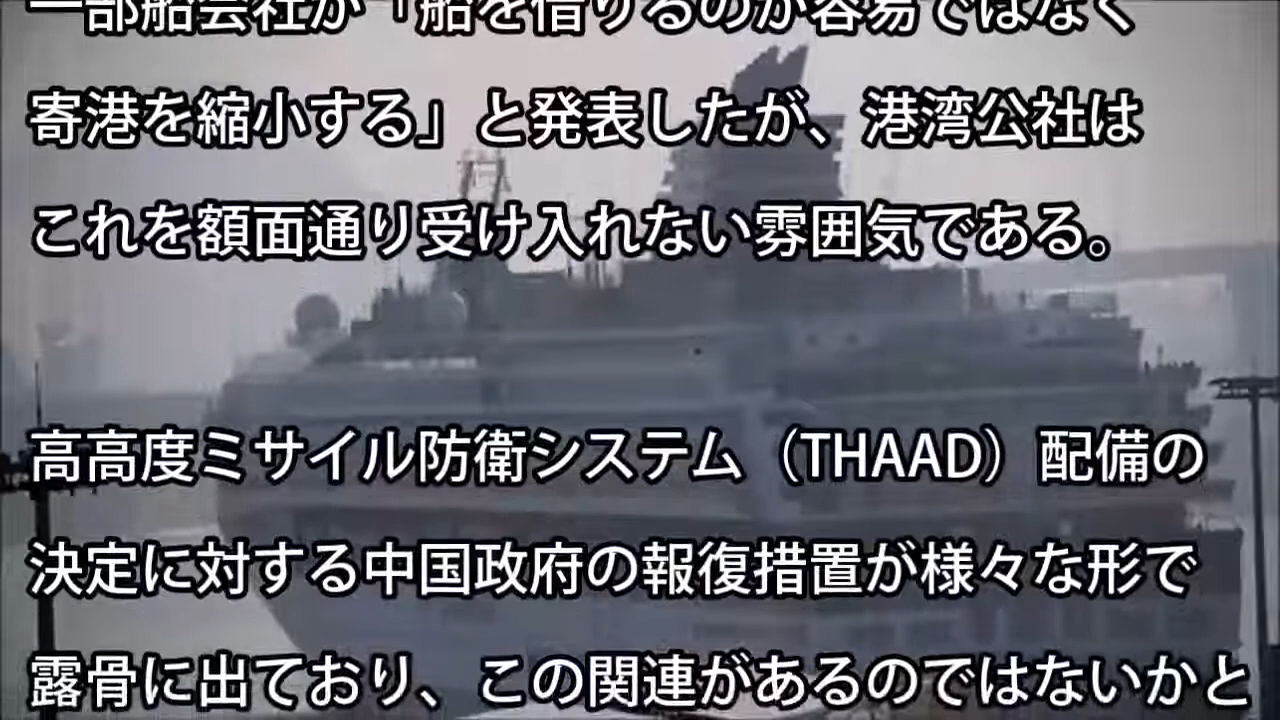 一部船会社が「船を借りるのが容易ではなく
寄港を縮小する」と発表したが、港湾公社は
これを額面通り受け入れない雰囲気である。
高高度ミサイル防衛システム（THAAD）配備の
決定に対する中国政府の報復措置が様々な形で
露骨に出ており、この関連があるのではないかと